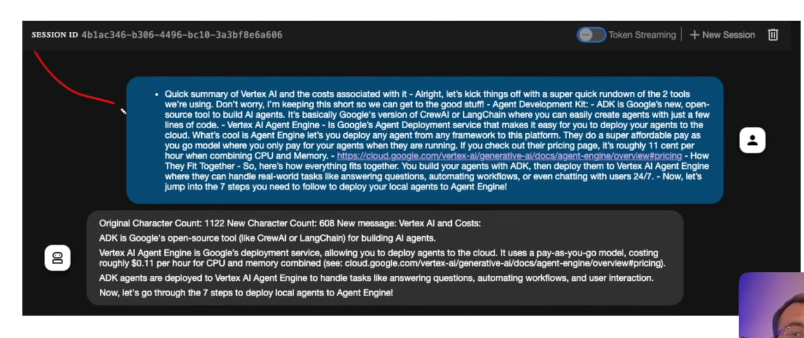 SESSION ID 4b1ac346-b306-4496-bc10-3a3bf8e6a606
Token Streaming
+ New Session
• Quick summary of Vertex AI and the costs associated with it - Alright, let's kick things off with a super quick rundown of the 2 tools
we're using. Don't worry, I'm keeping this short so we can get to the good stuff! - Agent Development Kit: - ADK is Google's new, open-
source tool to build AI agents. It's basically Google's version of CrewAI or LangChain where you can easily create agents with just a few
lines of code. - Vertex AI Agent Engine - Is Google's Agent Deployment service that makes it easy for you to deploy your agents to the
cloud. What's cool is Agent Engine let's you deploy any agent from any framework to this platform. They do a super affordable pay as
you go model where you only pay for your agents when they are running. If you check out their pricing page, it's roughly 11 cent per
hour when combining CPU and Memory. - https://cloud.google.com/vertex-ai/generative-ai/docs/agent-engine/overview#pricing - How
They Fit Together - So, here's how everything fits together. You build your agents with ADK, then deploy them to Vertex AI Agent Engine
where they can handle real-world tasks like answering questions, automating workflows, or even chatting with users 24/7. - Now, let's
jump into the 7 steps you need to follow to deploy your local agents to Agent Engine!
Original Character Count: 1122 New Character Count: 608 New message: Vertex AI and Costs:
ADK is Google's open-source tool (like CrewAI or LangChain) for building AI agents.
Vertex AI Agent Engine is Google's deployment service, allowing you to deploy agents to the cloud. It uses a pay-as-you-go model, costing
roughly $0.11 per hour for CPU and memory combined (see: cloud.google.com/vertex-ai/generative-ai/docs/agent-engine/overview#pricing).
ADK agents are deployed to Vertex AI Agent Engine to handle tasks like answering questions, automating workflows, and user interaction.
Now, let's go through the 7 steps to deploy local agents to Agent Engine!